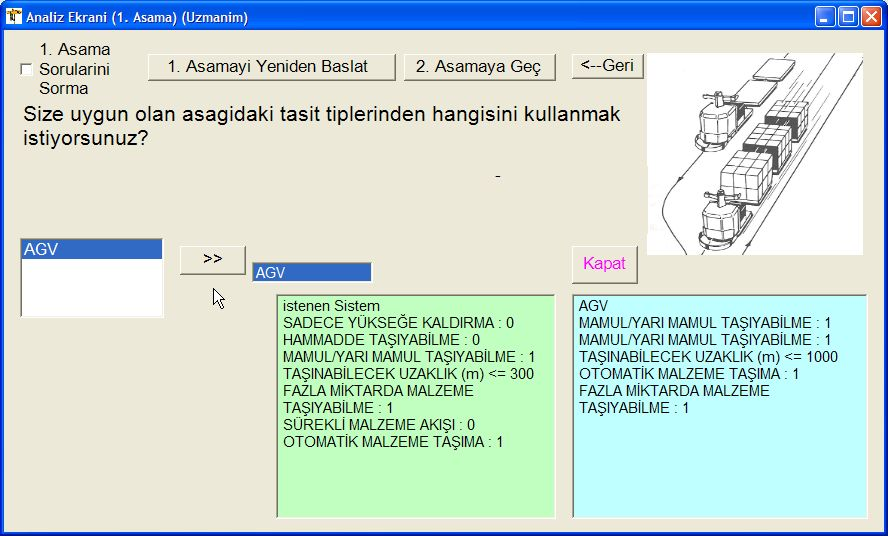 Analiz Ekrani (1. Asama) (Uzmanim)
1. Asama
Sorularini
Sorma
1. Asamayi Yeniden Baslat
2. Asamaya Geç
<--Geri
Size uygun olan asagidaki tasit tiplerinden hangisini kullanmak
istiyorsunuz?
-
AGV
>>
AGV
Kapat
istenen Sistem
SADECE YÜKSEĞE KALDIRMA : 0
HAMMADDE TAŞIYABİLME : 0
MAMUL/YARI MAMUL TAŞIYABİLME : 1
TAŞINABİLECEK UZAKLIK (m) <= 300
FAZLA MİKTARDA MALZEME
TAŞIYABİLME : 1
SÜREKLİ MALZEME AKIŞI : 0
OTOMATİK MALZEME TAŞIMA : 1
AGV
MAMUL/YARI MAMUL TAŞIYABİLME : 1
MAMUL/YARI MAMUL TAŞIYABİLME : 1
TAŞINABİLECEK UZAKLIK (m) <= 1000
OTOMATİK MALZEME TAŞIMA : 1
FAZLA MİKTARDA MALZEME
TAŞIYABİLME : 1